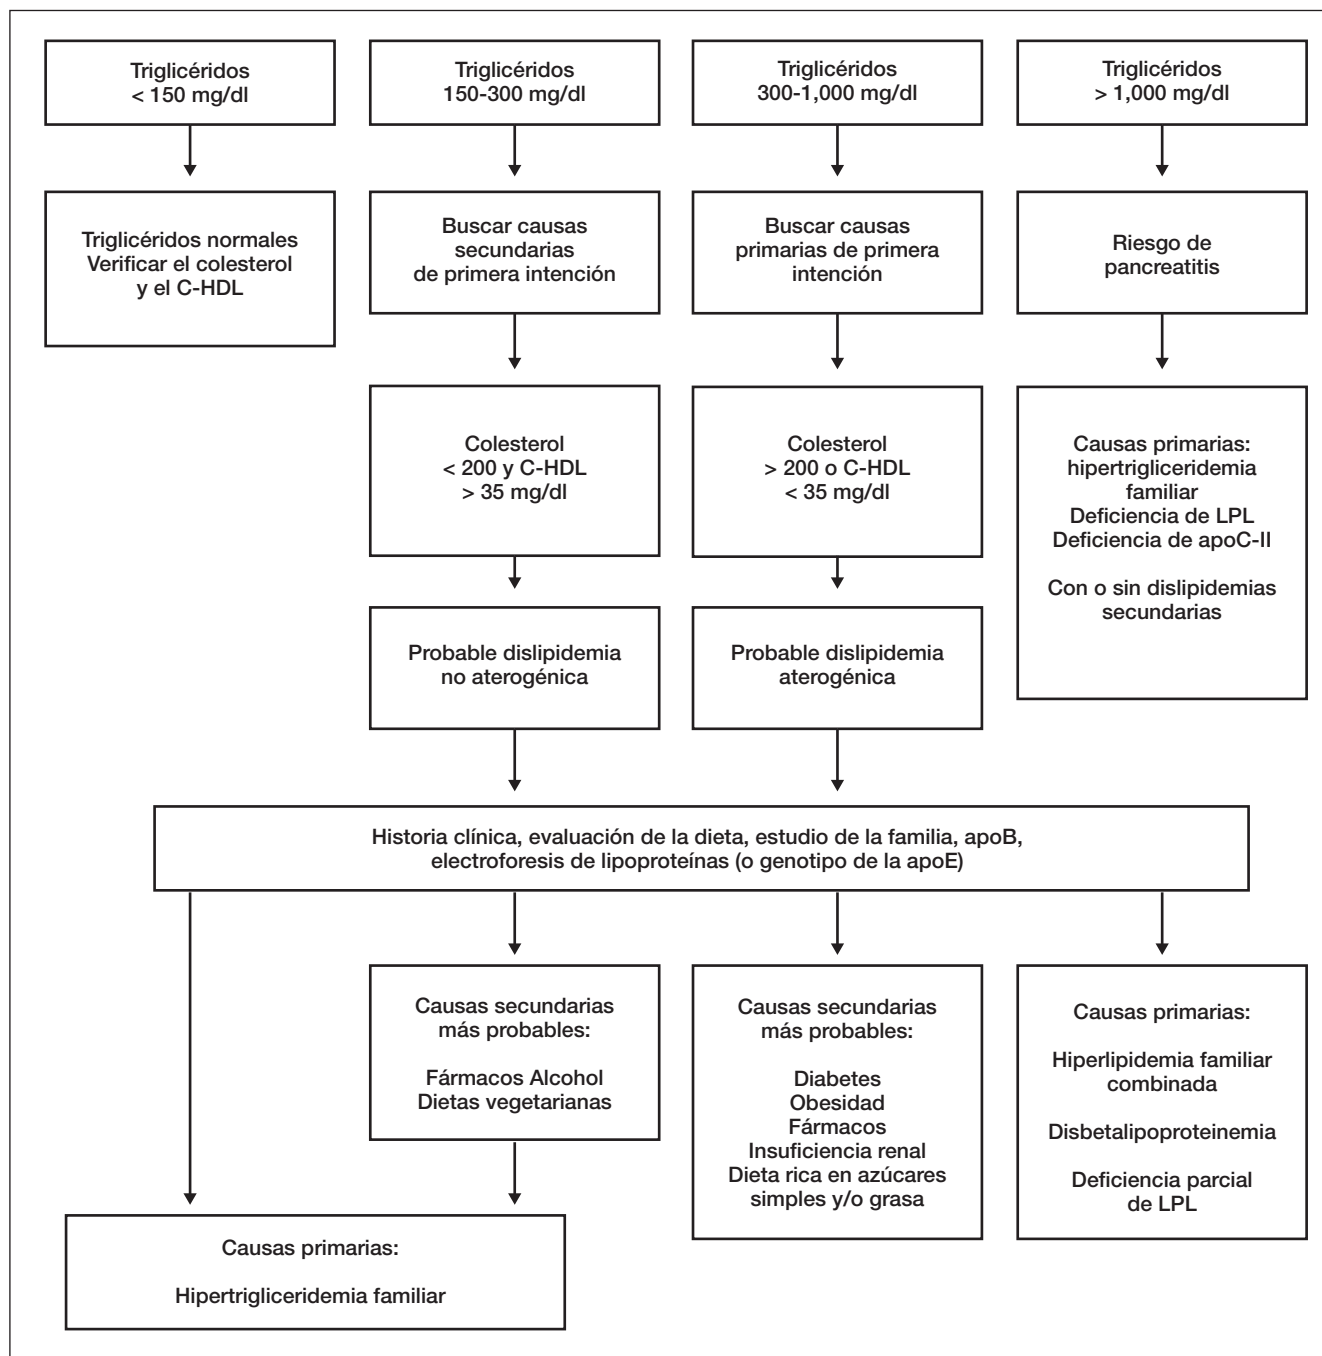 Triglicéridos
< 150 mg/dl
Triglicéridos
150-300 mg/dl
Triglicéridos
300-1,000 mg/dl
Triglicéridos
> 1,000 mg/dl
Triglicéridos normales
Verificar el colesterol
y el C-HDL
Buscar causas
secundarias
de primera intención
Buscar causas
primarias de primera
intención
Riesgo de
pancreatitis
Colesterol
< 200 y C-HDL
> 35 mg/dl
Colesterol
> 200 o C-HDL
< 35 mg/dl
Causas primarias:
hipertrigliceridemia
familiar
Deficiencia de LPL
Deficiencia de apoC-II
Con o sin dislipidemias
secundarias
Probable dislipidemia
no aterogénica
Probable dislipidemia
aterogénica
Historia clínica, evaluación de la dieta, estudio de la familia, apoB,
electroforesis de lipoproteínas (o genotipo de la apoE)
Causas secundarias
más probables:
Fármacos Alcohol
Dietas vegetarianas
Causas secundarias
más probables:
Diabetes
Obesidad
Fármacos
Insuficiencia renal
Dieta rica en azúcares
simples y/o grasa
Causas primarias:
Hiperlipidemia familiar
combinada
Disbetalipoproteinemia
Deficiencia parcial
de LPL
Causas primarias:
Hipertrigliceridemia familiar